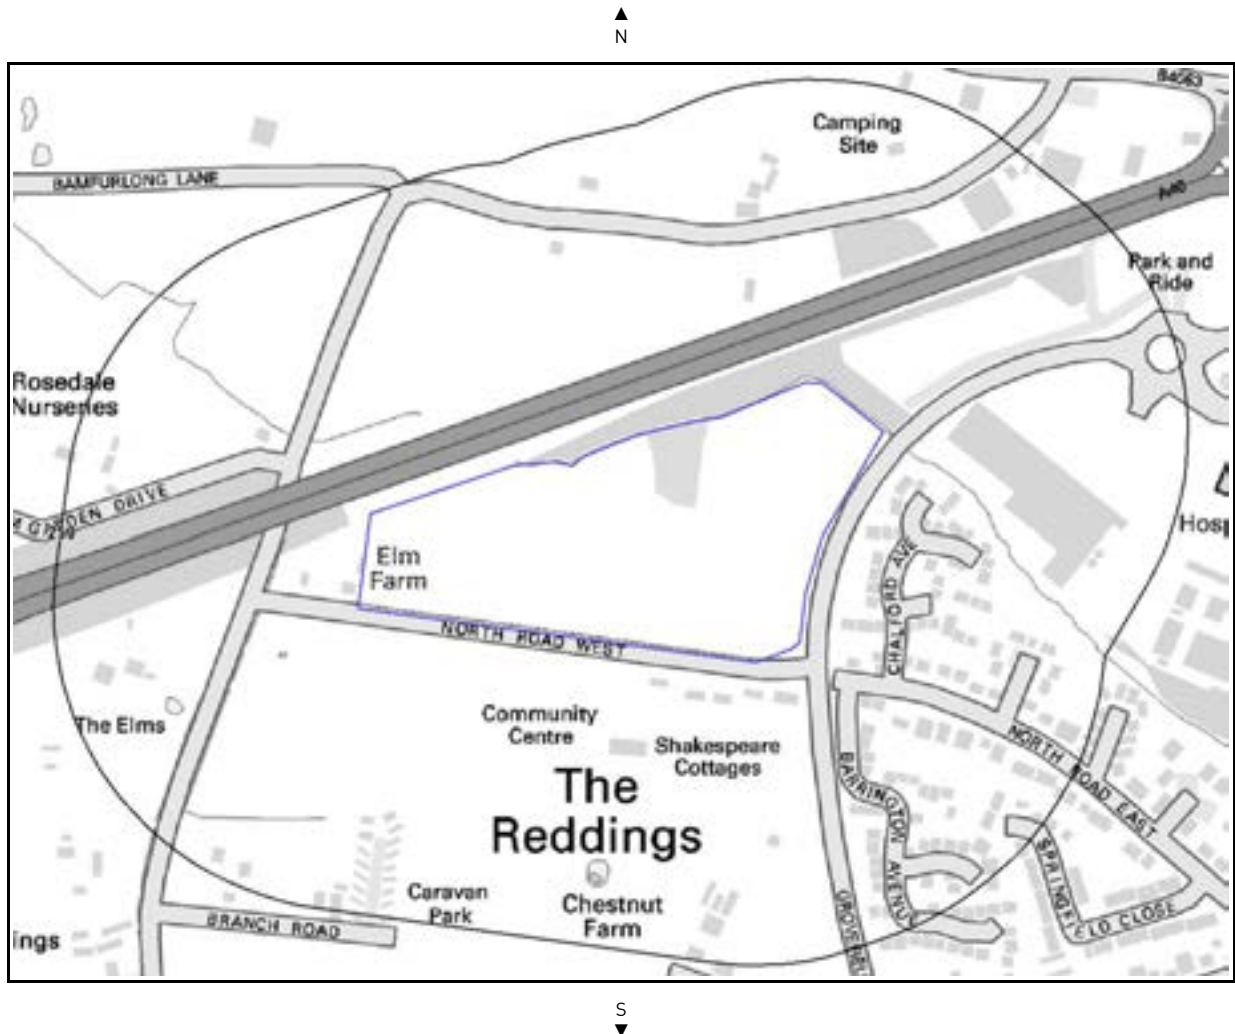 N
B4063
Camping
Site
BAMFURLONG LANE
A40
Park and
Ride
Rosedale
Nurseries
GARDEN DRIVE
Elm
Farm
CHALFORD AVE
NORTH ROAD WEST
The Elms
Community
Centre
Shakespeare
Cottages
The
Reddings
NORTH ROAD EAST
BARRINGTON AVENU
SPRINGFIELD CLOSE
Caravan
Park
Chestnut
Farm
BRANCH ROAD
ings
S